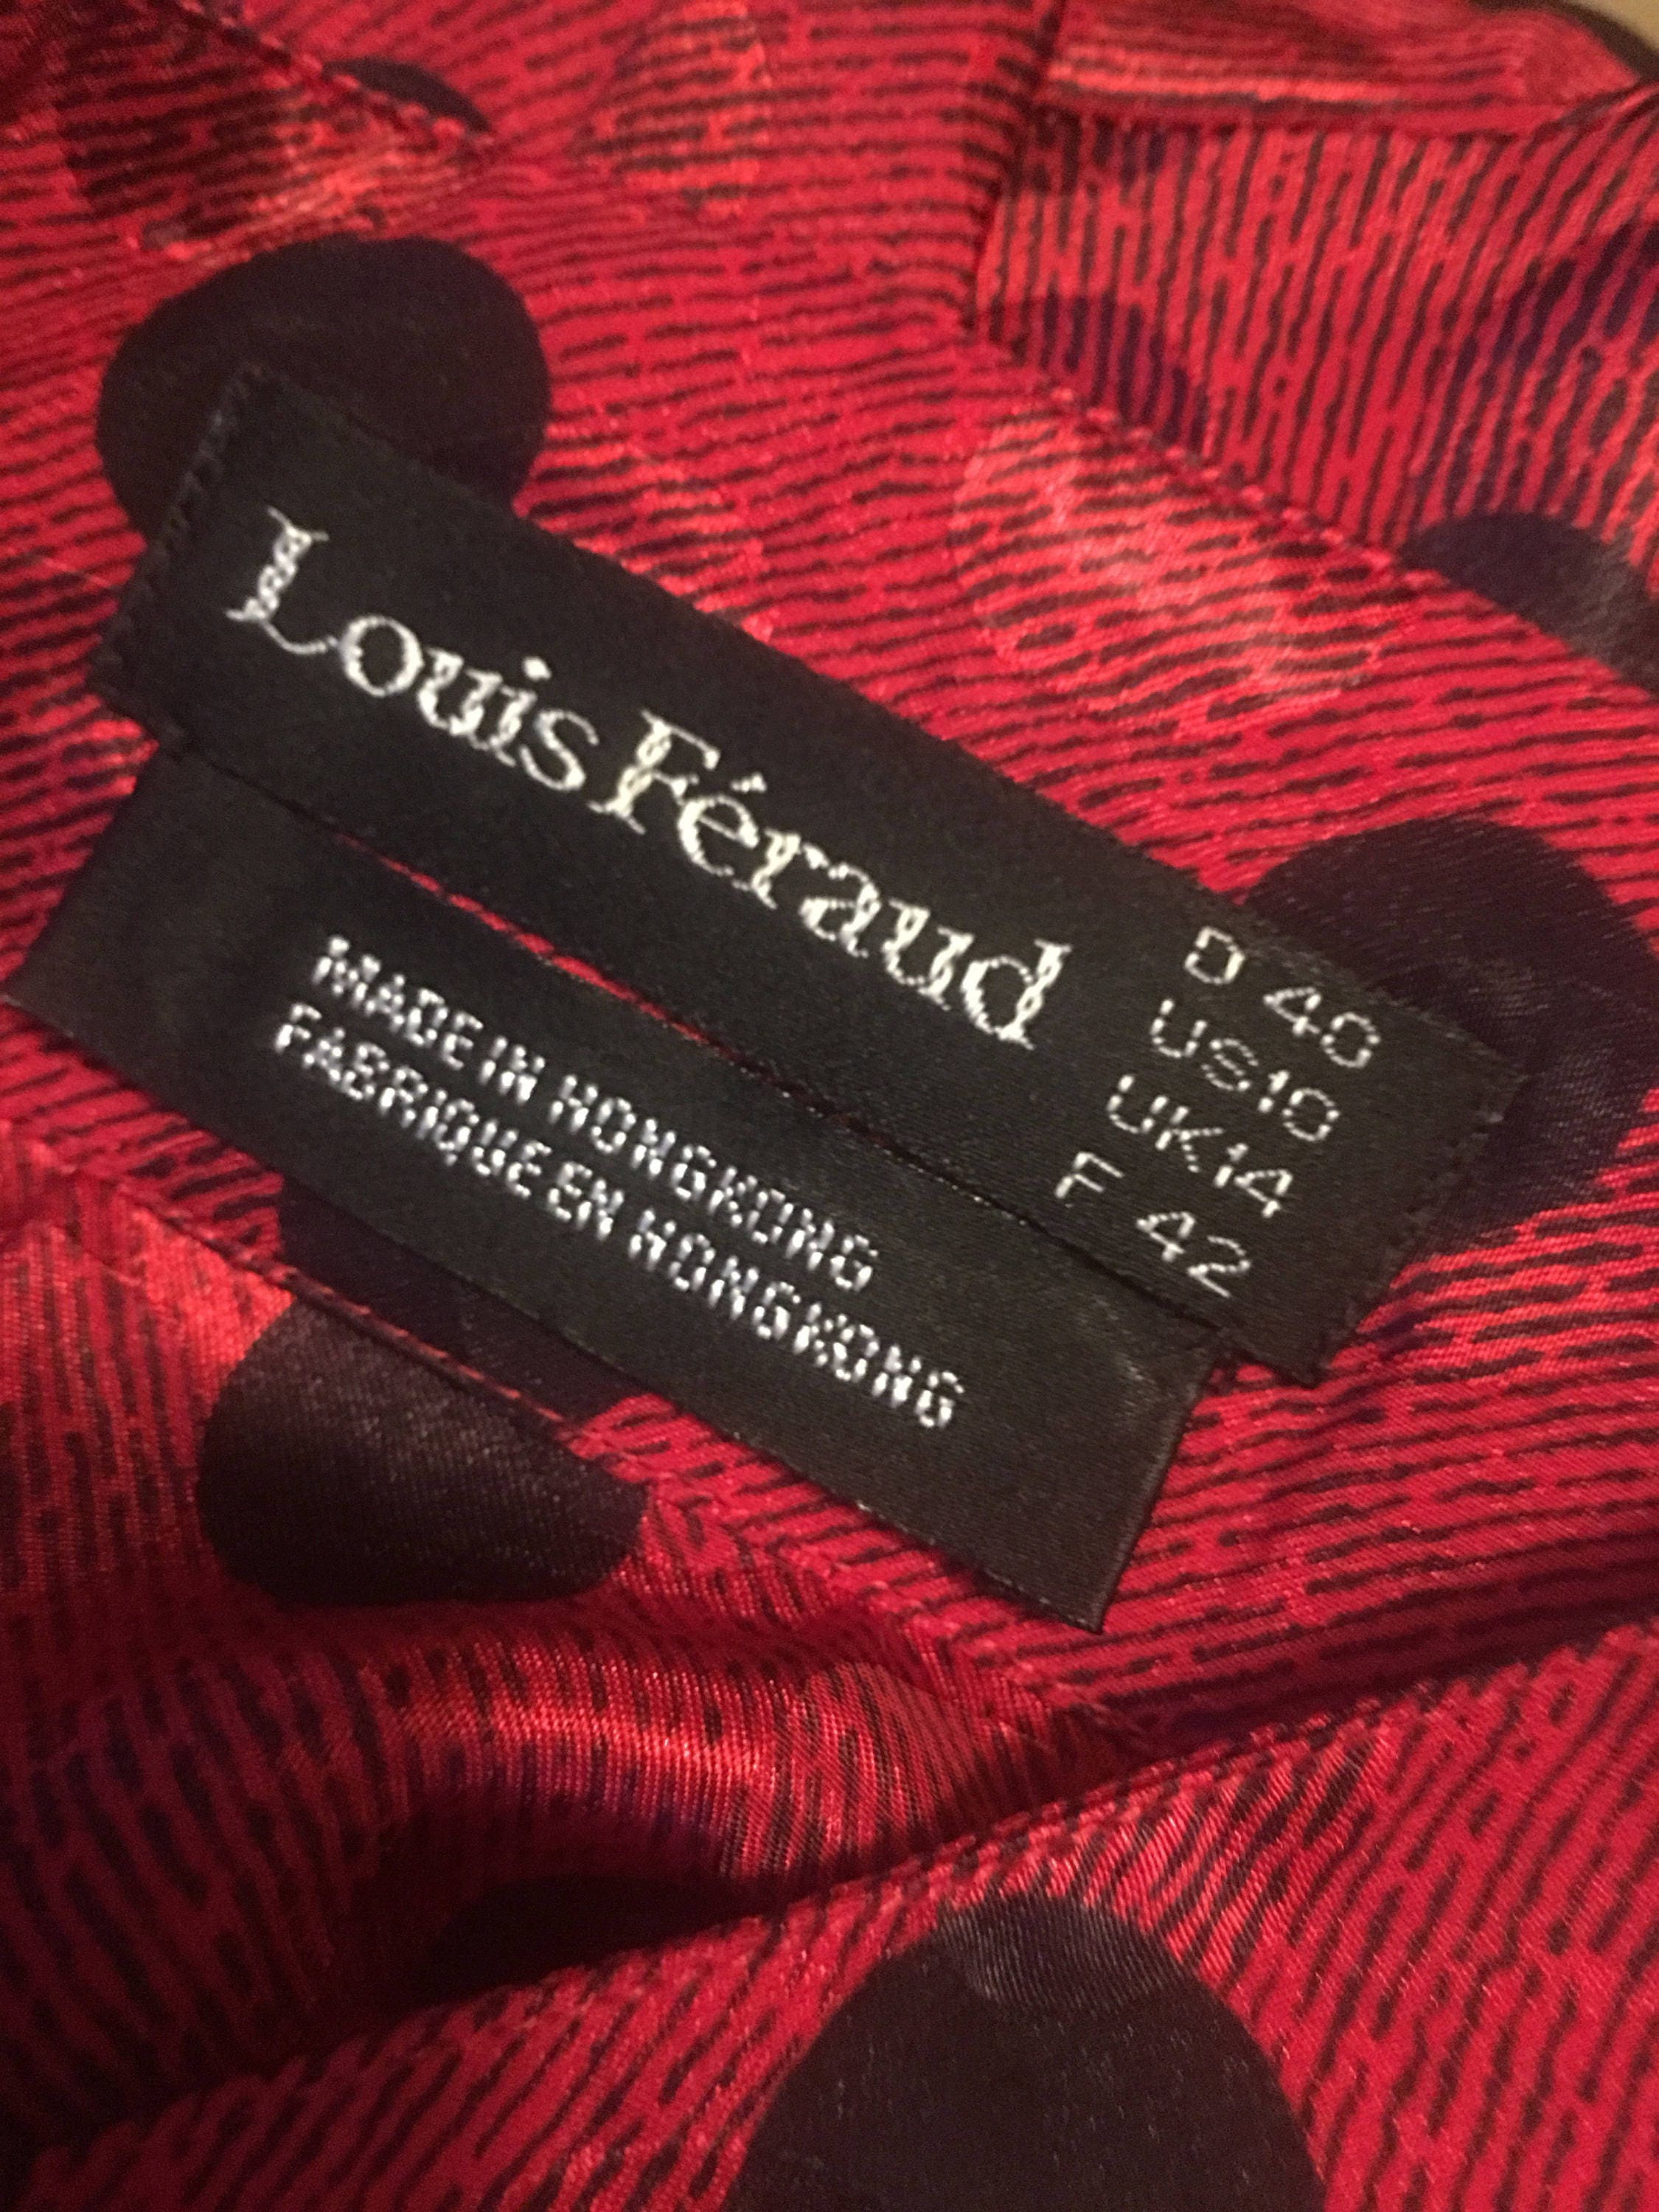 Louis Féraud
D 40
US10
UK14
F 42
MADE IN HONGKONG
FABRIQUE EN HONGKONG